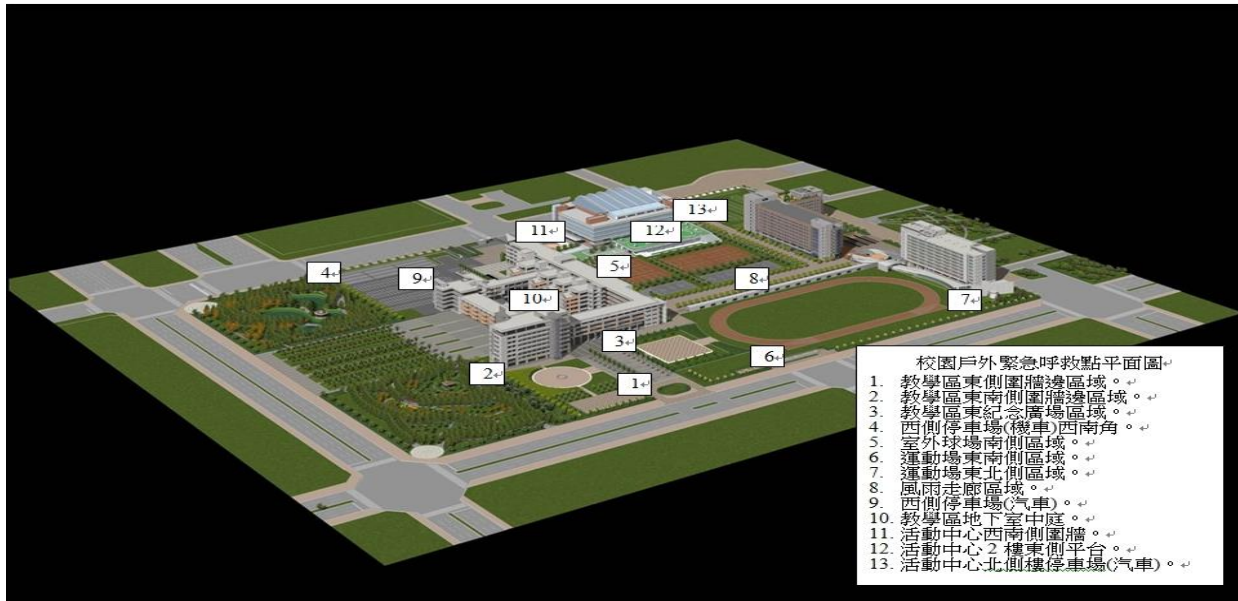 13
11
12
5
4
9
8
10
7
3
6
2
1
校園戶外緊急呼救點平面圖
1. 教學區東側圍牆邊區域。
2. 教學區東南側圍牆邊區域。
3. 教學區東紀念廣場區域。
4. 西側停車場(機車)西南角。
5. 室外球場南側區域。
6. 運動場東南側區域。
7. 運動場東北側區域。
8. 風雨走廊區域。
9. 西側停車場(汽車)。
10. 教學區地下室中庭。
11. 活動中心西南側圍牆。
12. 活動中心 2 樓東側平台。
13. 活動中心北側樓停車場(汽車)。